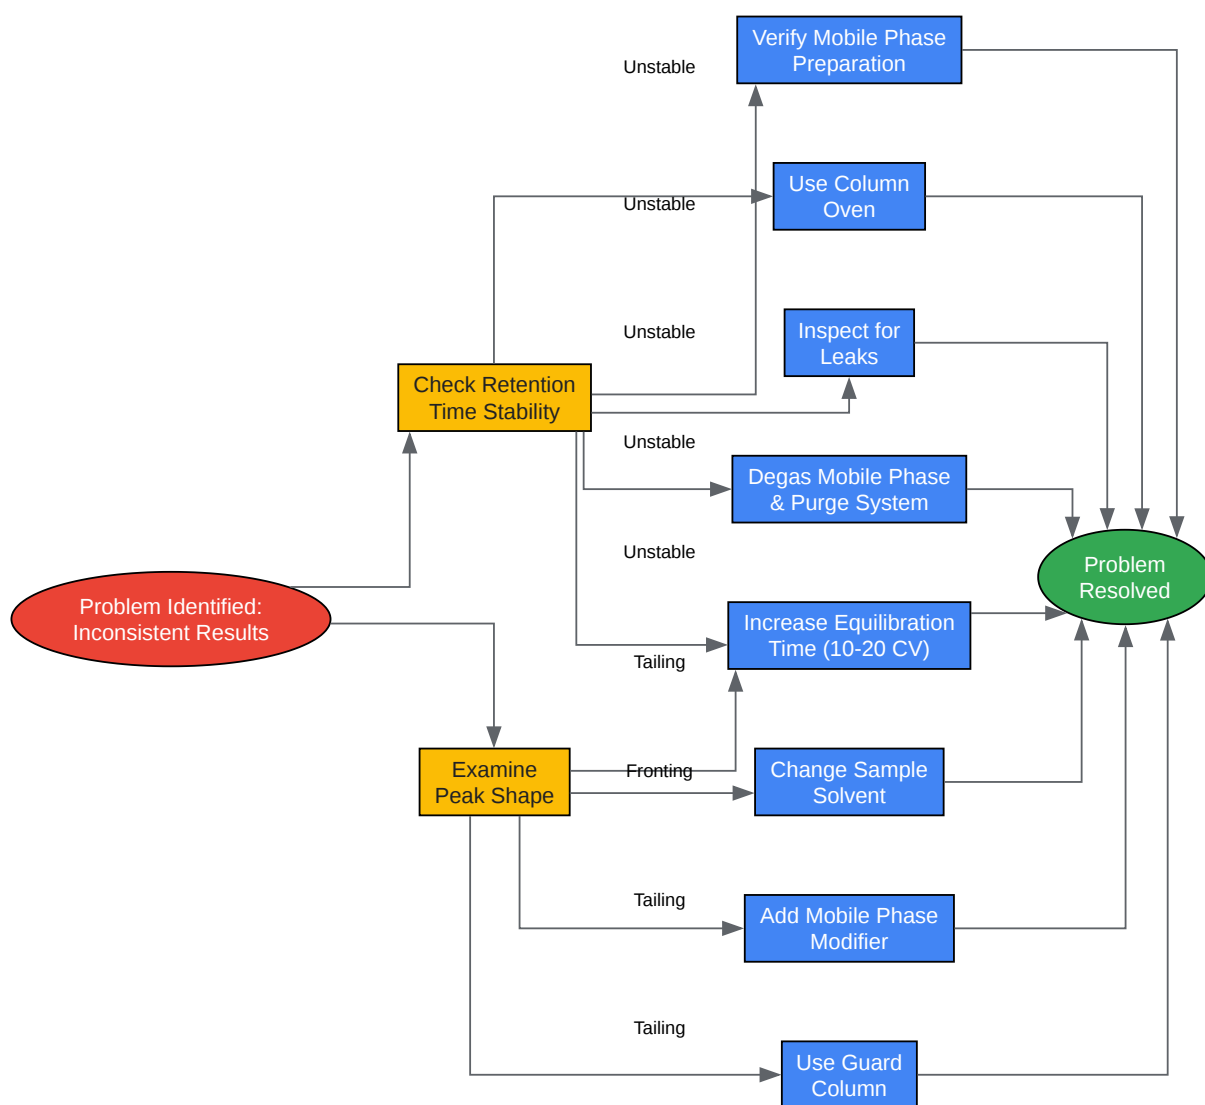 Verify Mobile Phase
Preparation
Unstable
Use Column
Oven
Unstable
Inspect for
Leaks
Unstable
Check Retention
Time Stability
Unstable
Degas Mobile Phase
& Purge System
Unstable
Problem
Resolved
Problem Identified:
Inconsistent Results
Increase Equilibration
Time (10-20 CV)
Tailing
Examine
Peak Shape
Fronting
Change Sample
Solvent
Tailing
Add Mobile Phase
Modifier
Tailing
Use Guard
Column